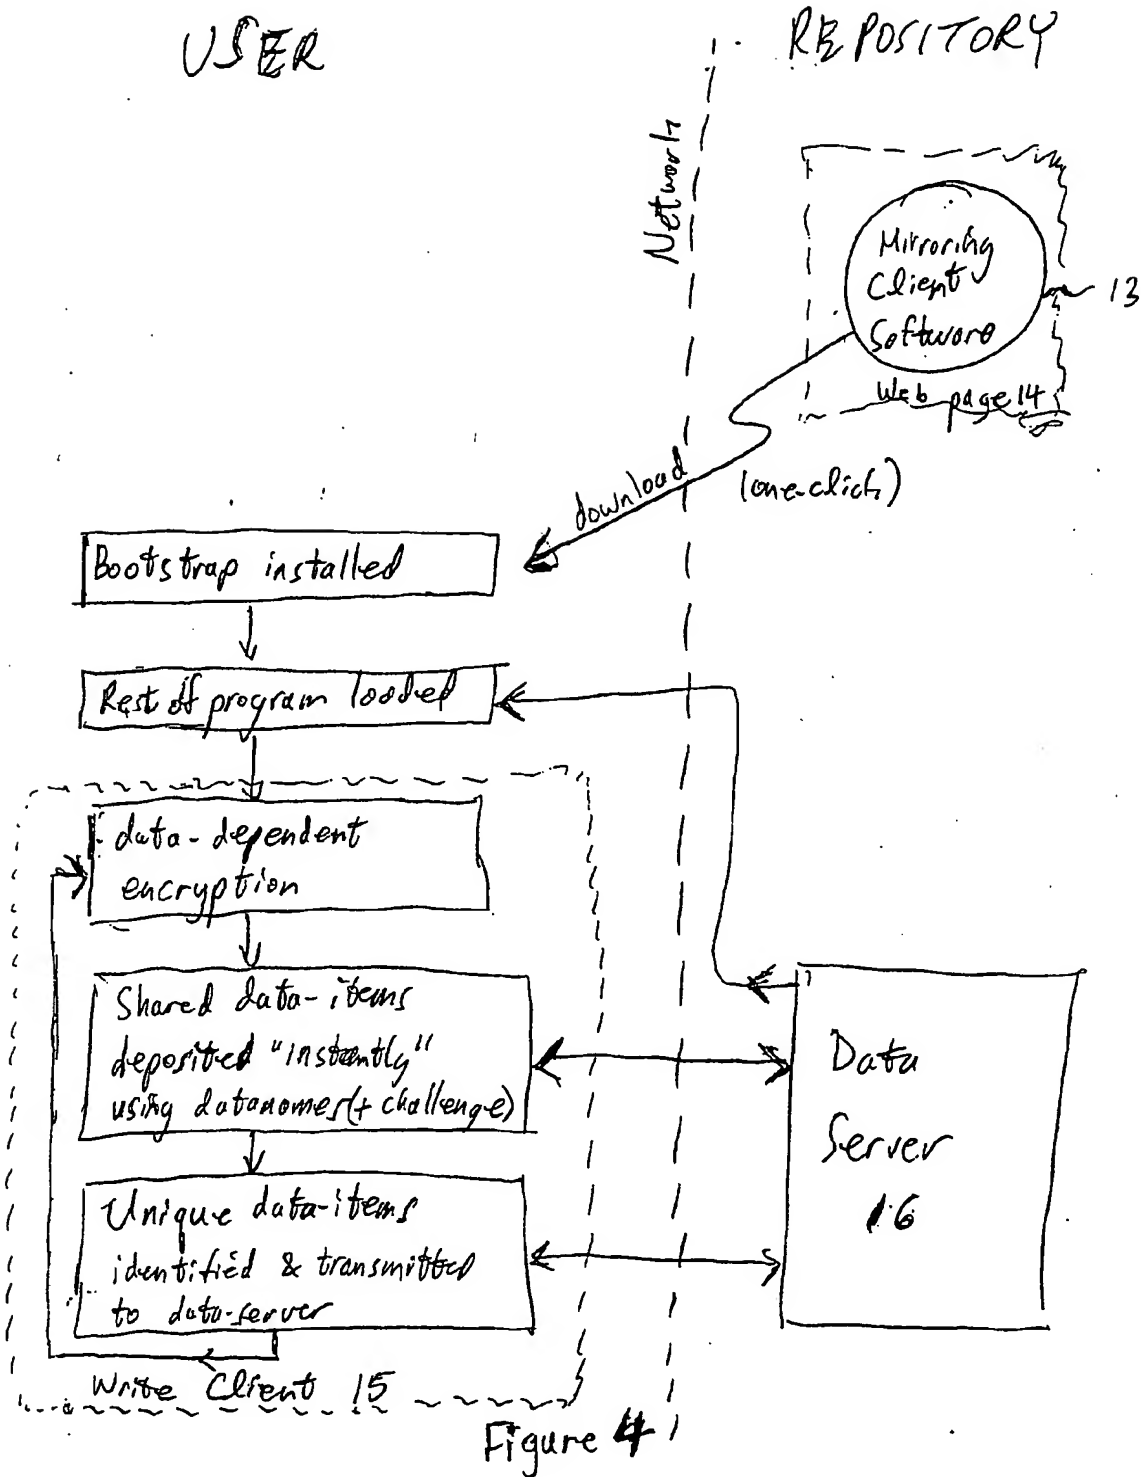 USER
REPOSITORY
Network
Mirroring
Client
Software
13
Web page 14
(one-click)
download
Bootstrap installed
Rest of program loaded
data-dependent
encryption
Shared data-items
deposited "instantly"
using datanames (+ challenge)
Unique data-items
identified & transmitted
to data-server
Write Client 15
Data
Server
16
Figure 4